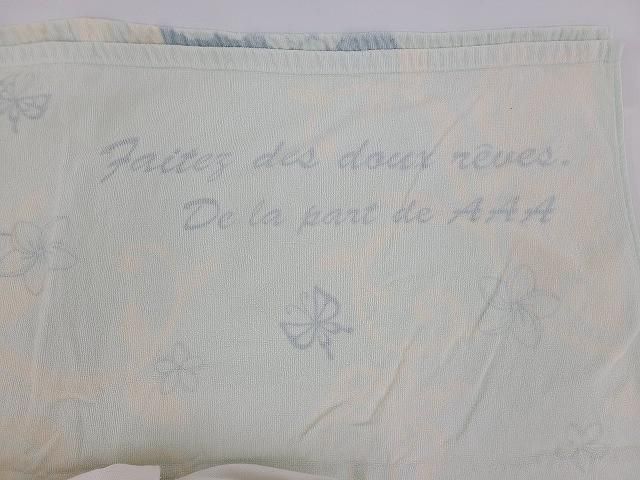 Faitez des doux rêves.
De la part de AAA